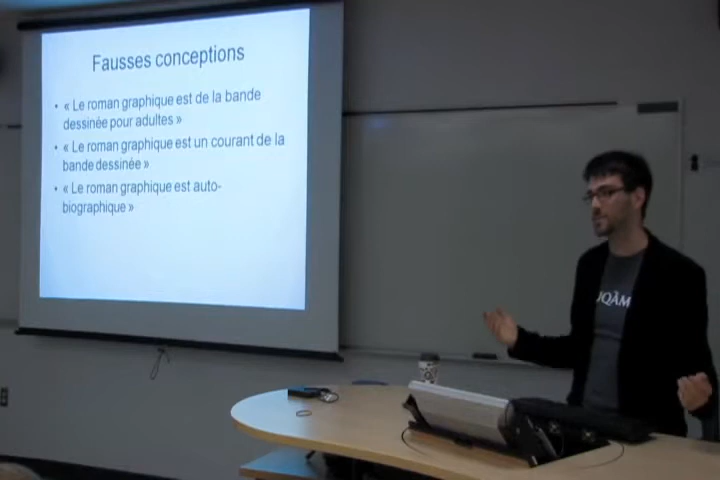 Fausses conceptions
• « Le roman graphique est de la bande
dessinée pour adultes »
• « Le roman graphique est un courant de la
bande dessinée »
• « Le roman graphique est auto-
biographique »
UQÀM